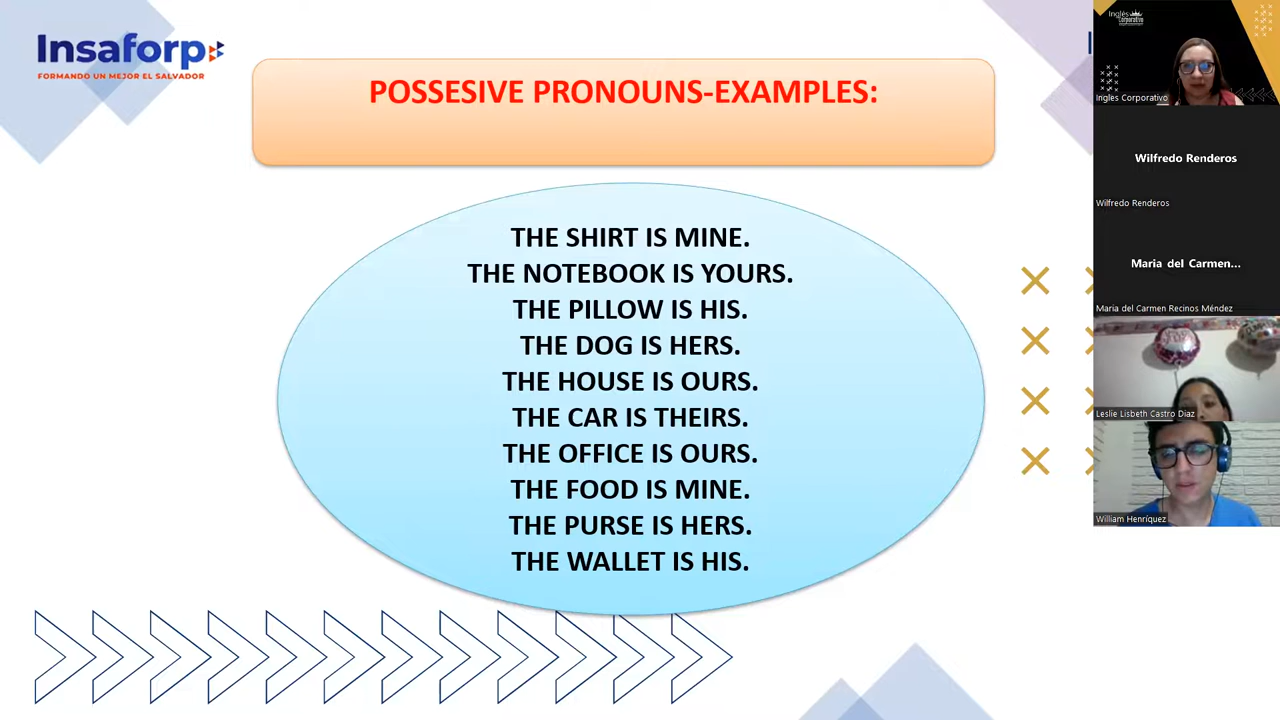 Insaforp
FORMANDO UN MEJOR EL SALVADOR
POSSESIVE PRONOUNS-EXAMPLES:
THE SHIRT IS MINE.
THE NOTEBOOK IS YOURS.
THE PILLOW IS HIS.
THE DOG IS HERS.
THE HOUSE IS OURS.
THE CAR IS THEIRS.
THE OFFICE IS OURS.
THE FOOD IS MINE.
THE PURSE IS HERS.
THE WALLET IS HIS.
Inglés
Corporativo
Ingles Corporativo
Wilfredo Renderos
Wilfredo Renderos
Maria del Carmen...
Maria del Carmen Recinos Méndez
Leslie Lisbeth Castro Diaz
William Henríquez